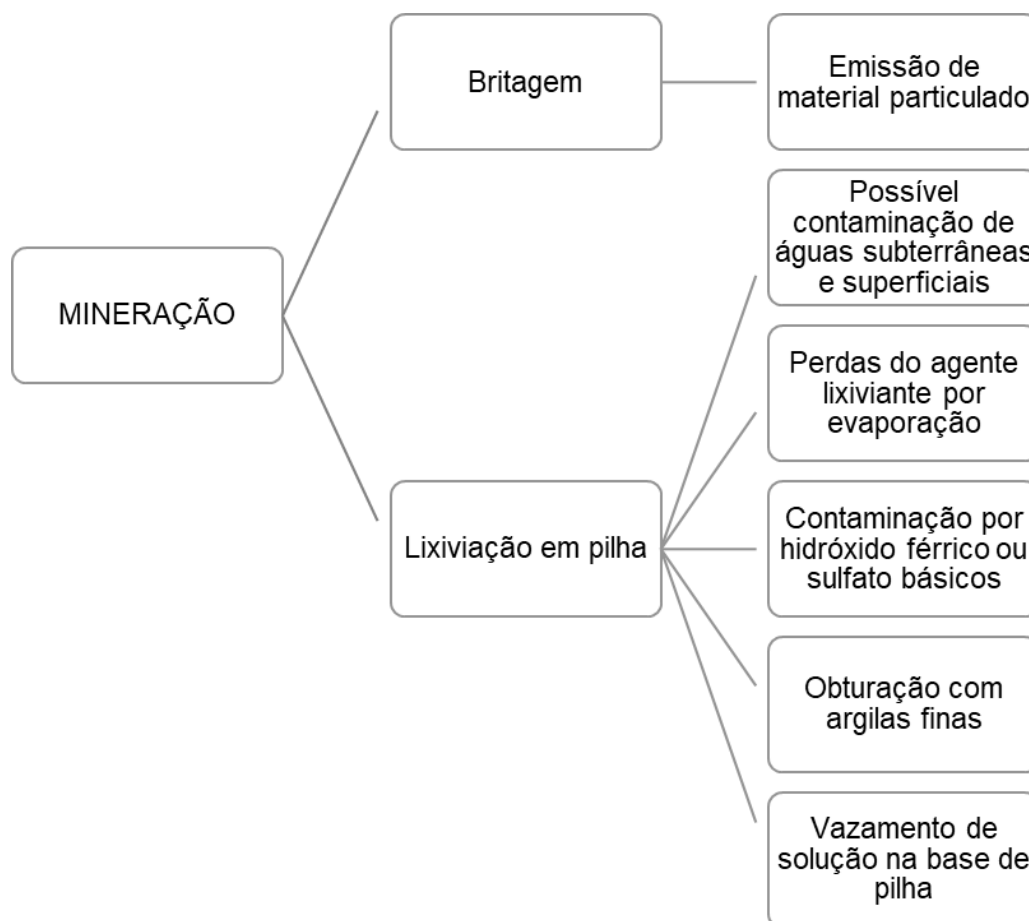 Britagem
Emissão de
material particulado
Possível
contaminação de
águas subterrâneas
e superficiais
MINERAÇÃO
Perdas do agente
lixiviante por
evaporação
Lixiviação em pilha
Contaminação por
hidróxido férrico ou
sulfato básicos
Obturação com
argilas finas
Vazamento de
solução na base de
pilha